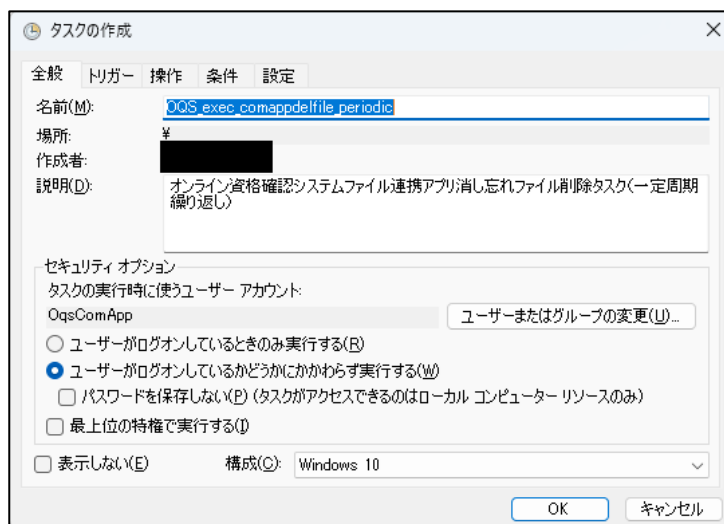 タスクの作成
全般 トリガー 操作 条件 設定
名前(M): OQS_exec_comappdelfile_periodic
場所: ¥
作成者:
説明(D): オンライン資格確認システムファイル連携アプリ消し忘れファイル削除タスク(一定周期
繰り返し)
セキュリティ オプション
タスクの実行時に使うユーザー アカウント:
OqsComApp ユーザーまたはグループの変更(U)...
ユーザーがログオンしているときのみ実行する(R)
ユーザーがログオンしているかどうかにかかわらず実行する(W)
パスワードを保存しない(P) (タスクがアクセスできるのはローカル コンピューター リソースのみ)
最上位の特権で実行する(I)
表示しない(E) 構成(C): Windows 10
OK キャンセル